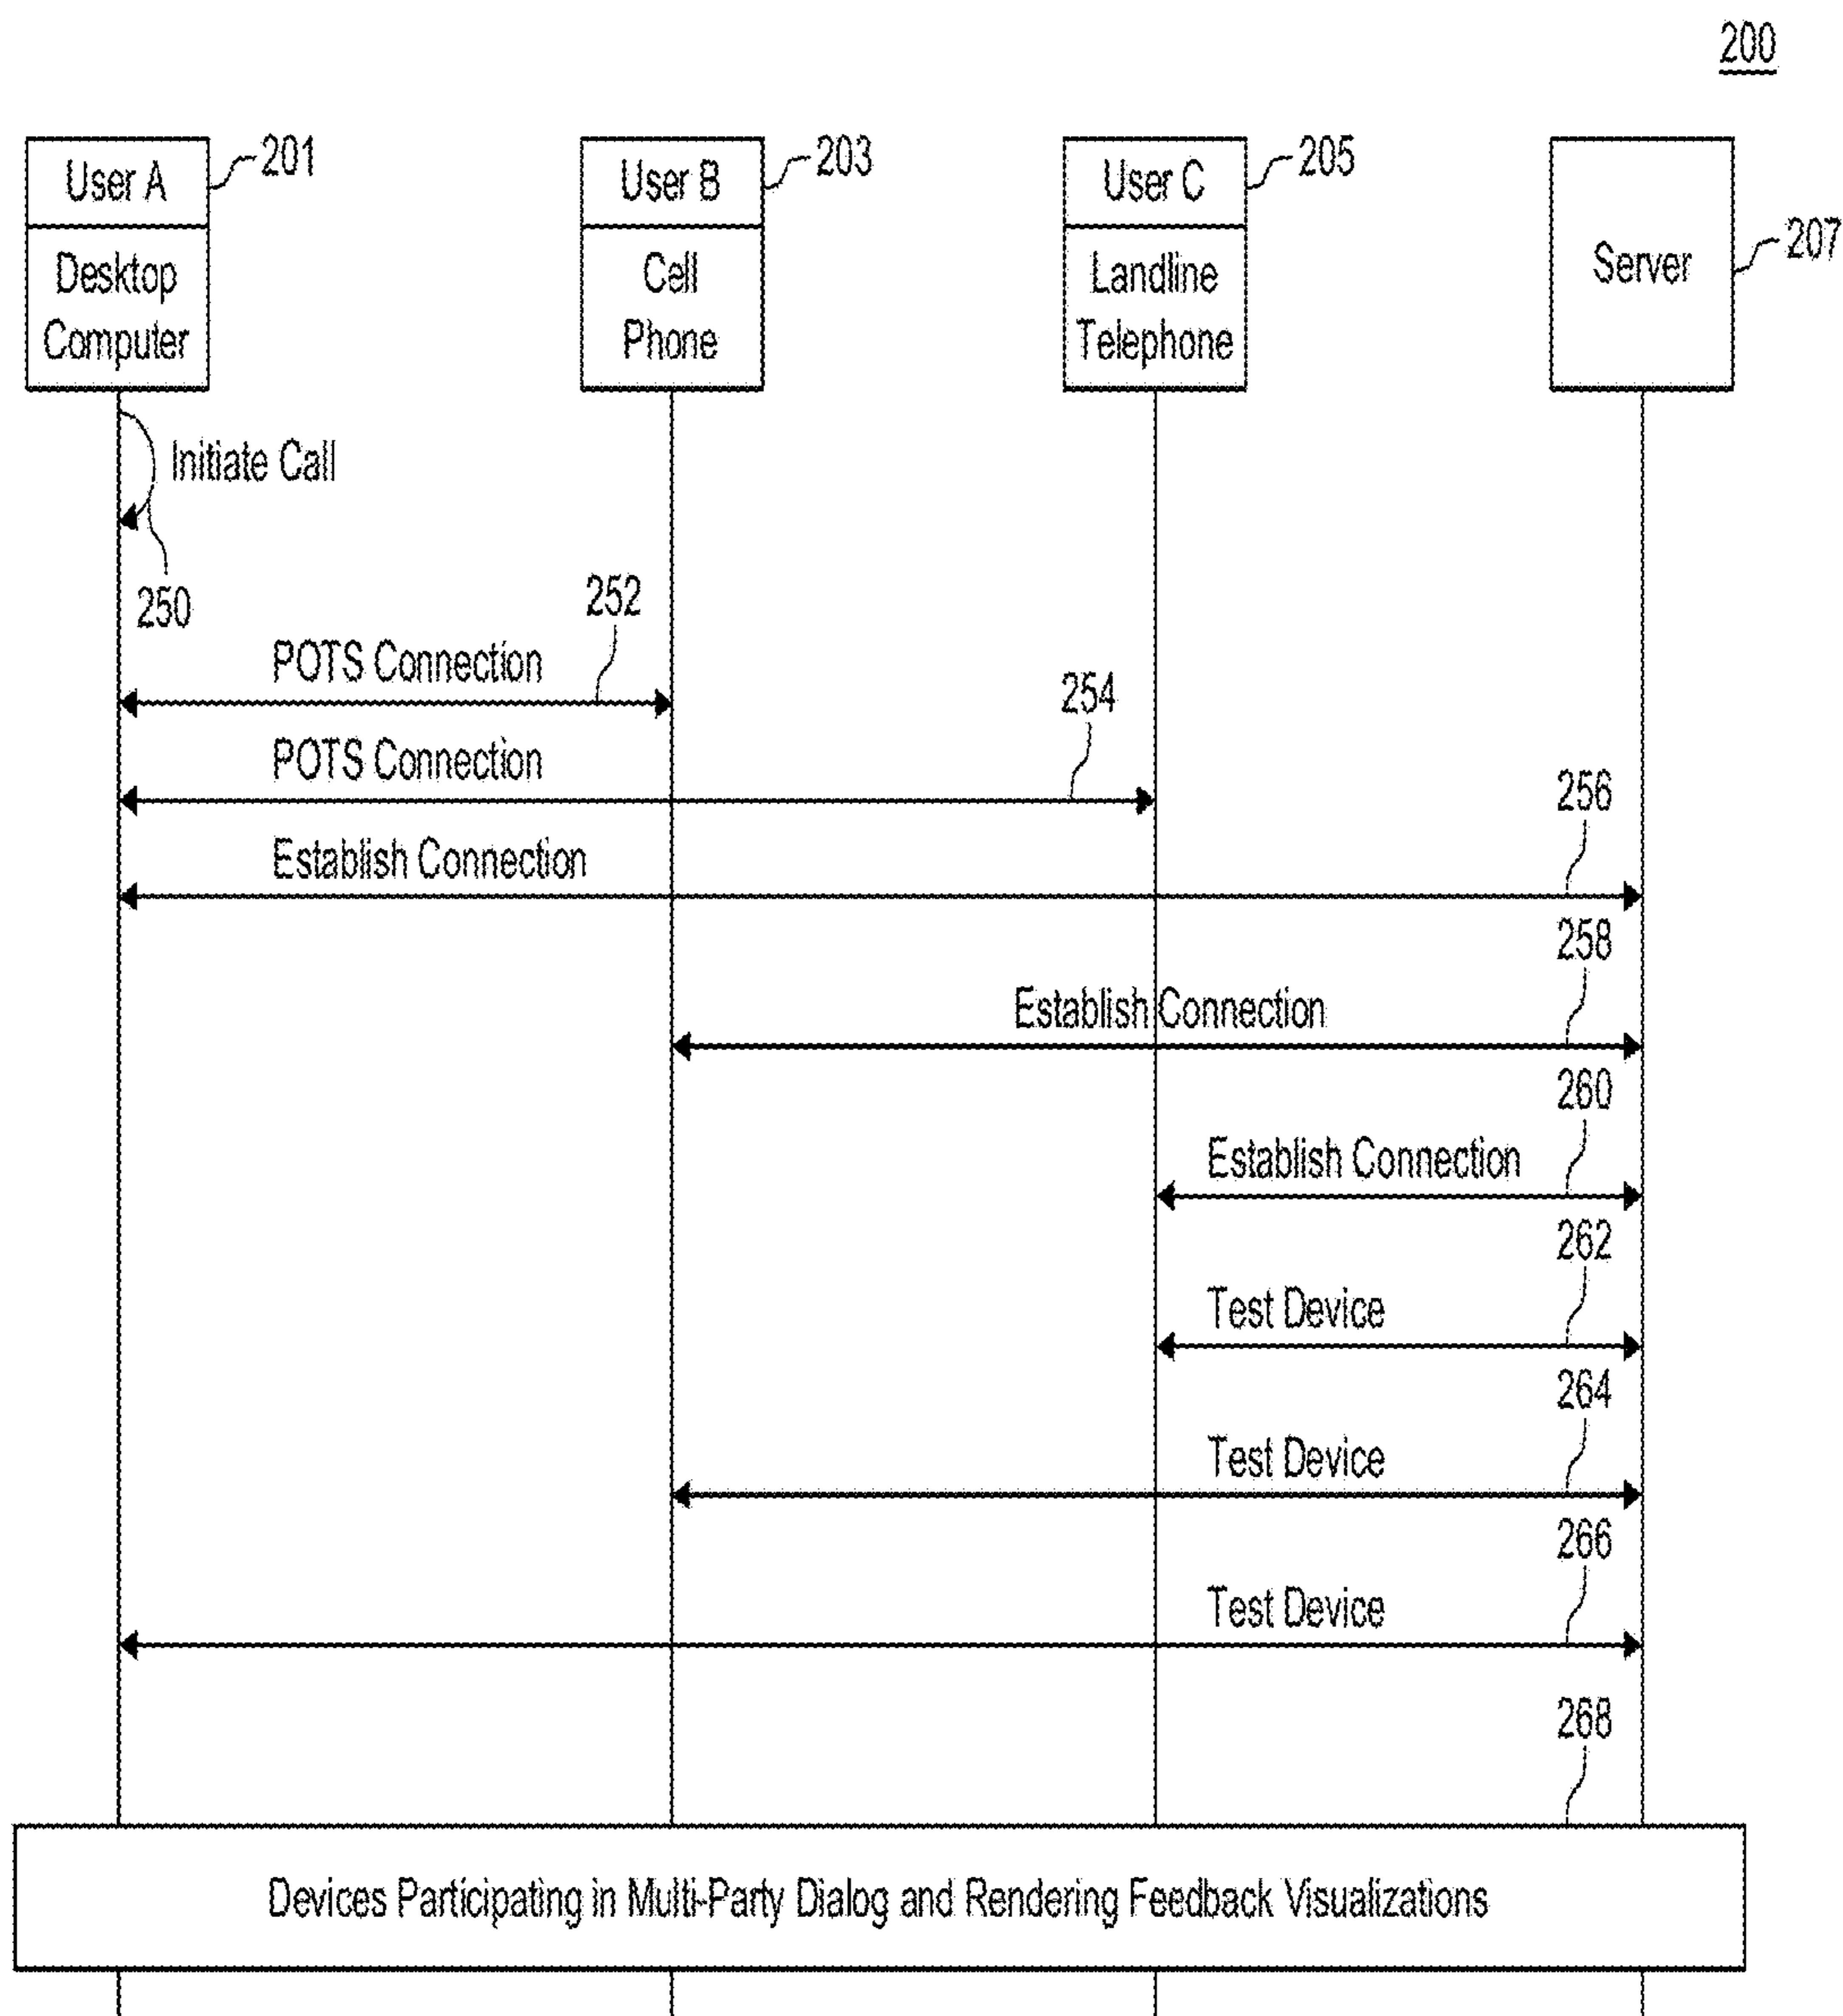 200
User A
201
User B
203
User C
205
Desktop
Computer
Cell
Phone
Landline
Telephone
Server
207
Initiate Call
250
252
POTS Connection
254
POTS Connection
256
Establish Connection
258
Establish Connection
260
Establish Connection
262
Test Device
264
Test Device
266
Test Device
268
Devices Participating in Multi-Party Dialog and Rendering Feedback Visualizations